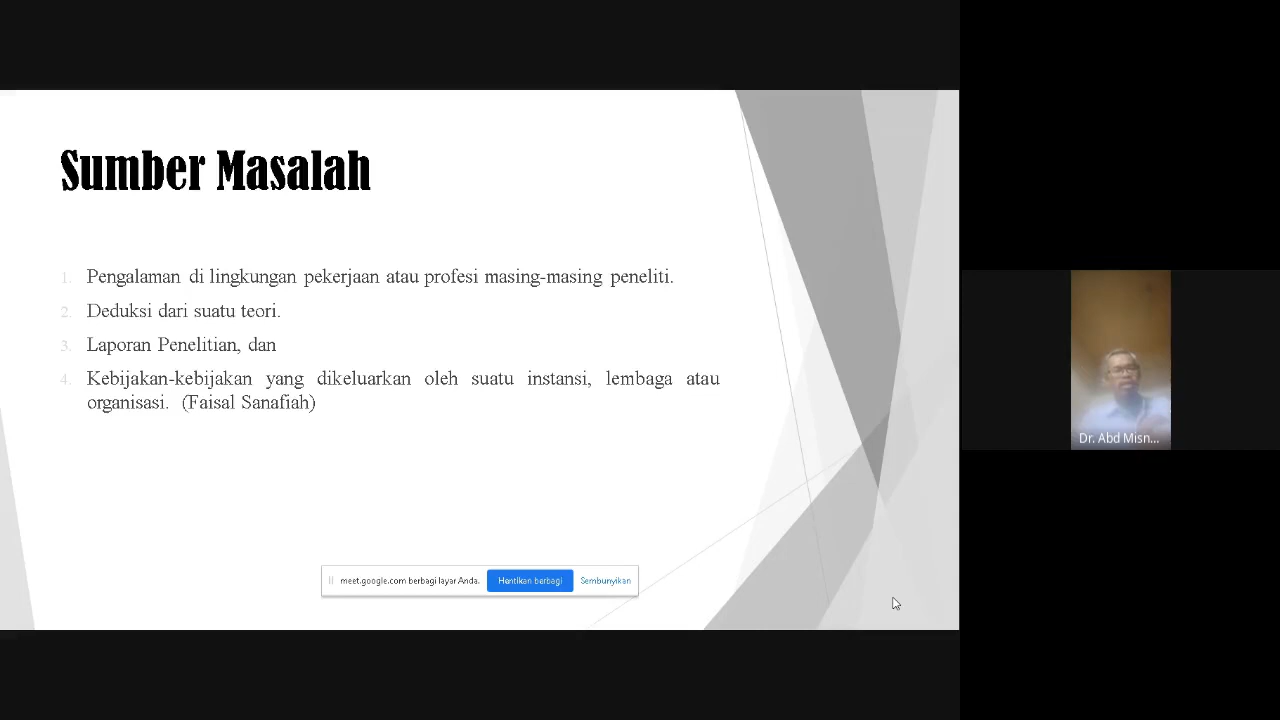 Sumber Masalah
1. Pengalaman di lingkungan pekerjaan atau profesi masing-masing peneliti.
2. Deduksi dari suatu teori.
3. Laporan Penelitian, dan
4. Kebijakan-kebijakan yang dikeluarkan oleh suatu instansi, lembaga atau
organisasi. (Faisal Sanafiah)
meet.google.com berbagi layar Anda. Hentikan berbagi Sembunyikan
Dr. Abd Misn...